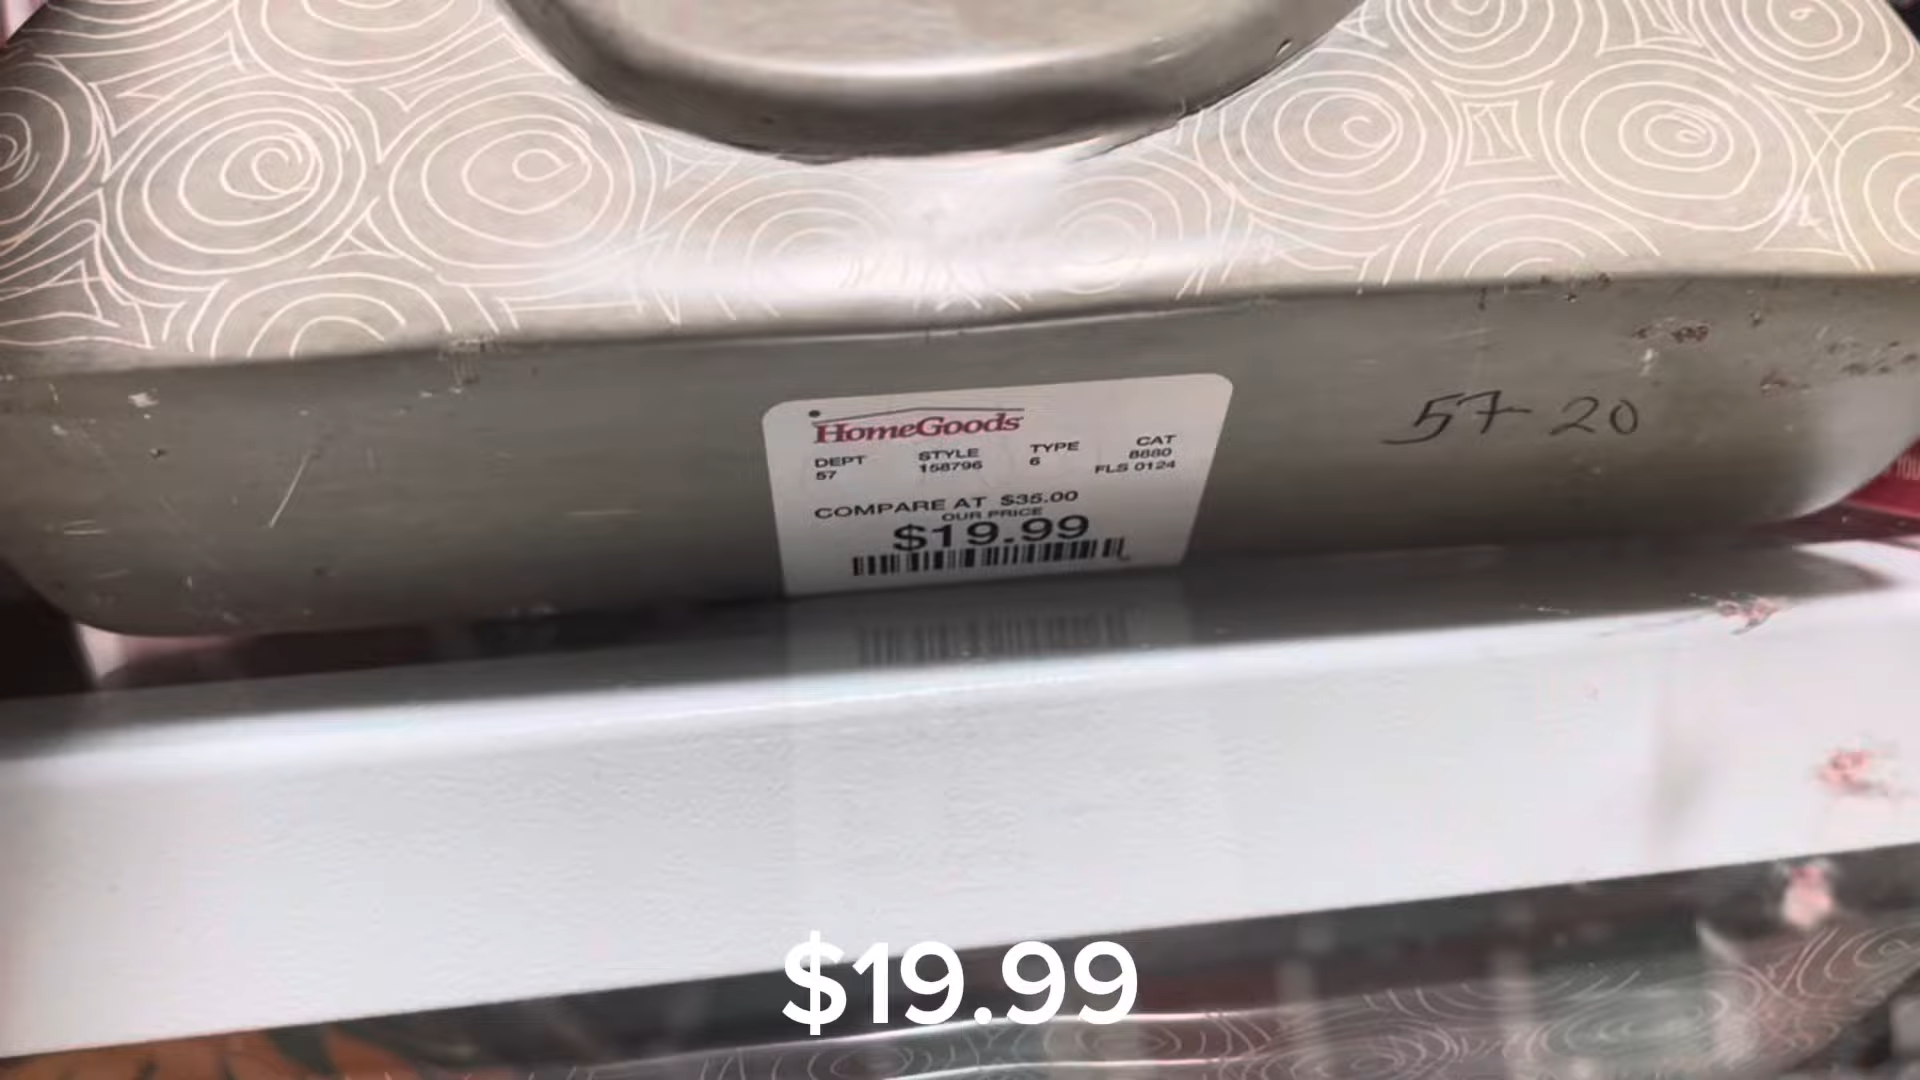 HomeGoods
DEPT STYLE TYPE CAT
57 158796 6 8880
FLS 0124
COMPARE AT $35.00
OUR PRICE
$19.99
57-20
$19.99